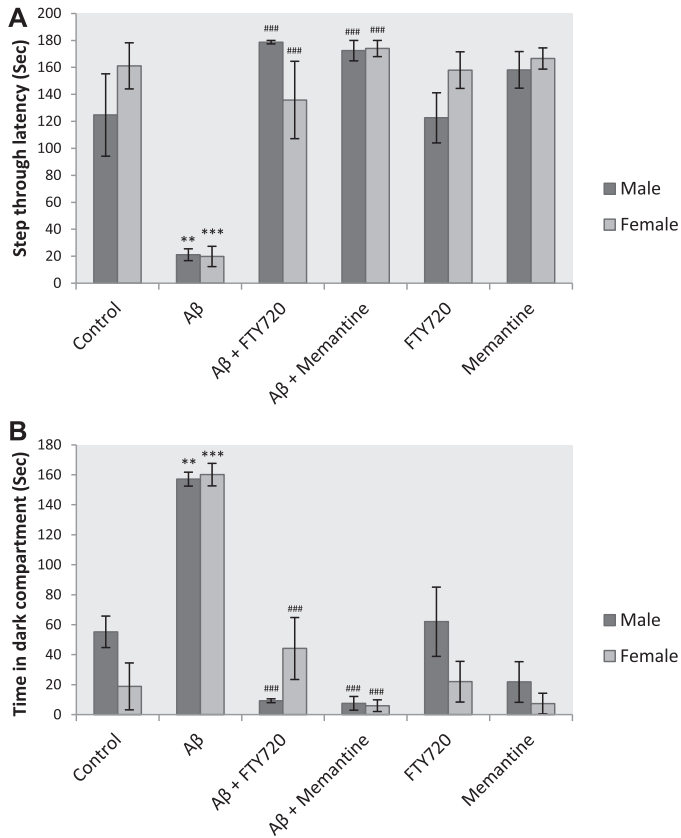 A
Step through latency (Sec)
200
180
160
140
120
100
80
60
40
20
0
###
###
###
###
**
***
Control
Aβ
Aβ + FTY720
Aβ + Memantine
FTY720
Memantine
Male
Female
B
Time in dark compartment (Sec)
180
160
140
120
100
80
60
40
20
0
**
***
###
###
###
###
Control
Aβ
Aβ + FTY720
Aβ + Memantine
FTY720
Memantine
Male
Female